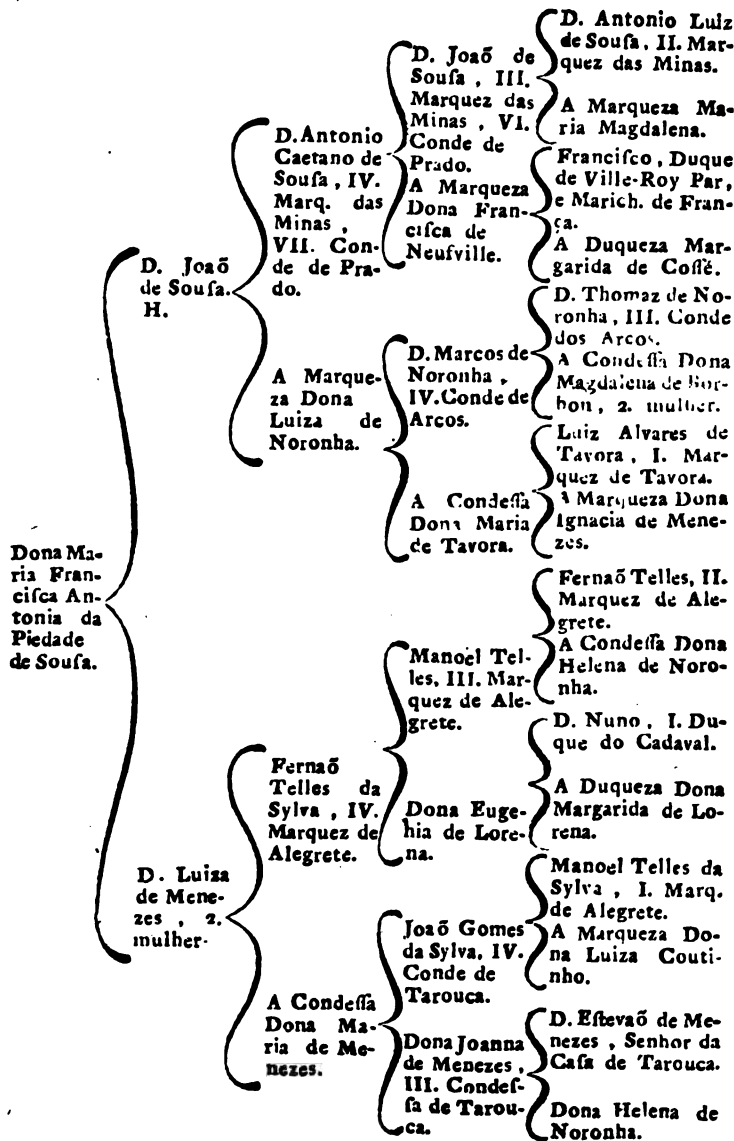 Dona Ma-
ria Fran-
ciſca An-
tonia da
Piedade
de Souſa.
D. Joaõ
de Souſa.
H.
D. Luiza
de Mene-
zes , 2.
mulher.
D. Antonio
Caetano de
Souſa , IV.
Marq. das
Minas ,
VII. Con-
de de Pra-
do.
A Marque-
za Dona
Luiza de
Noronha.
Fernaõ
Telles da
Sylva , IV.
Marquez de
Alegrete.
A Condeſſa
Dona Ma-
ria de Me-
nezes.
D. Joaõ de
Souſa , III.
Marquez das
Minas , VI.
Conde de
Prado.
A Marqueza
Dona Fran-
ciſca de
Neufville.
D. Marcos de
Noronha ,
IV. Conde de
Arcos.
A Condeſſa
Dona Maria
de Tavora.
Manoel Tel-
les, III. Mar-
quez de Ale-
grete.
Dona Euge-
hia de Lore-
na.
Joaõ Gomes
da Sylva, IV.
Conde de
Tarouca.
Dona Joanna
de Menezes ,
III. Condeſ-
ſa de Tarou-
ca.
D. Antonio Luiz
de Souſa, II. Mar-
quez das Minas.
A Marqueza Ma-
ria Magdalena.
Franciſco, Duque
de Ville-Roy Par,
e Marich. de Fran-
ça.
A Duqueza Mar-
garida de Coſſé.
D. Thomaz de No-
ronha , III. Conde
dos Arcos.
A Condeſſa Dona
Magdalena de Bor-
bon , 2. mulher.
Luiz Alvares de
Tavora , I. Mar-
quez de Tavora.
A Marqueza Dona
Ignacia de Mene-
zes.
Fernaõ Telles, II.
Marquez de Ale-
grete.
A Condeſſa Dona
Helena de Noro-
nha.
D. Nuno , I. Du-
que do Cadaval.
A Duqueza Dona
Margarida de Lo-
rena.
Manoel Telles da
Sylva , I. Marq.
de Alegrete.
A Marqueza Do-
na Luiza Couti-
nho.
D. Eſtevaõ de Me-
nezes , Senhor da
Caſa de Tarouca.
Dona Helena de
Noronha.